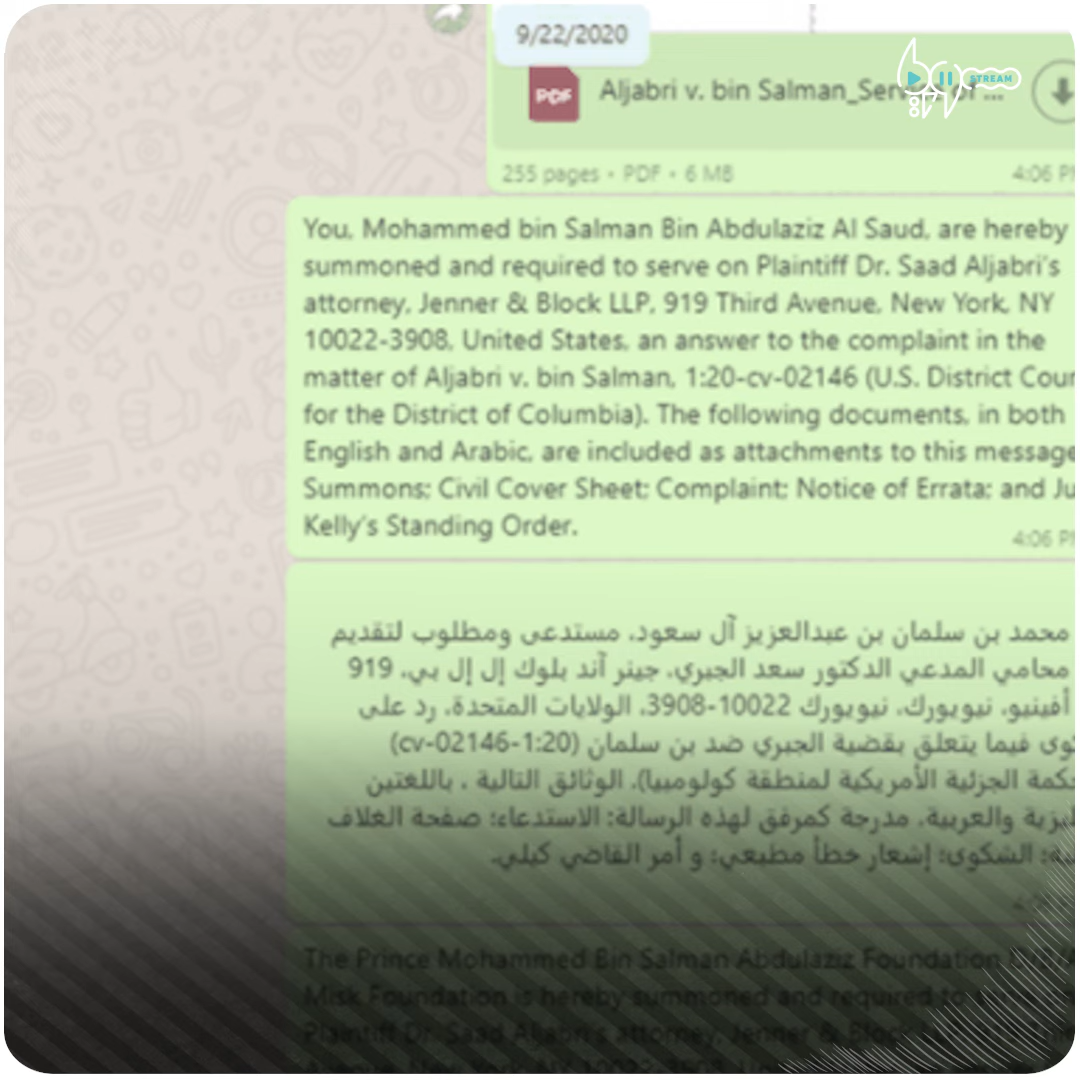 9/22/2020
STREAM
PDF
Aljabri v. bin Salman_Serv of ...
255 pages • PDF • 6 MB
4:06 P
You, Mohammed bin Salman Bin Abdulaziz Al Saud, are hereby
summoned and required to serve on Plaintiff Dr. Saad Aljabri's
attorney, Jenner & Block LLP, 919 Third Avenue, New York, NY
10022-3908, United States, an answer to the complaint in the
matter of Aljabri v. bin Salman, 1:20-cv-02146 (U.S. District Cour
for the District of Columbia). The following documents, in both
English and Arabic, are included as attachments to this message
Summons; Civil Cover Sheet; Complaint; Notice of Errata; and Ju
Kelly's Standing Order.
4:06 P
محمد بن سلمان بن عبدالعزيز آل سعود، مستدعى ومطلوب لتقديم
محامي المدعي الدكتور سعد الجبري، جينر آند بلوك إل إل بي، 919
أفينيو، نيويورك، نيويورك 10022-3908، الولايات المتحدة، رد على
كوى فيما يتعلق بقضية الجبري ضد بن سلمان (1:20-cv-02146)
كمة الجزئية الأمريكية لمنطقة كولومبيا). الوثائق التالية ، باللغتين
ليزية والعربية، مدرجة كمرفق لهذه الرسالة: الاستدعاء؛ صفحة الغلاف
ية؛ الشكوى؛ إشعار خطأ مطبعي؛ و أمر القاضي كيلي.
The Prince Mohammed Bin Salman Abdulaziz Foundation
Misk Foundation is hereby summoned and required to
Plaintiff Dr. Saad Aljabri's attorney, Jenner & Block